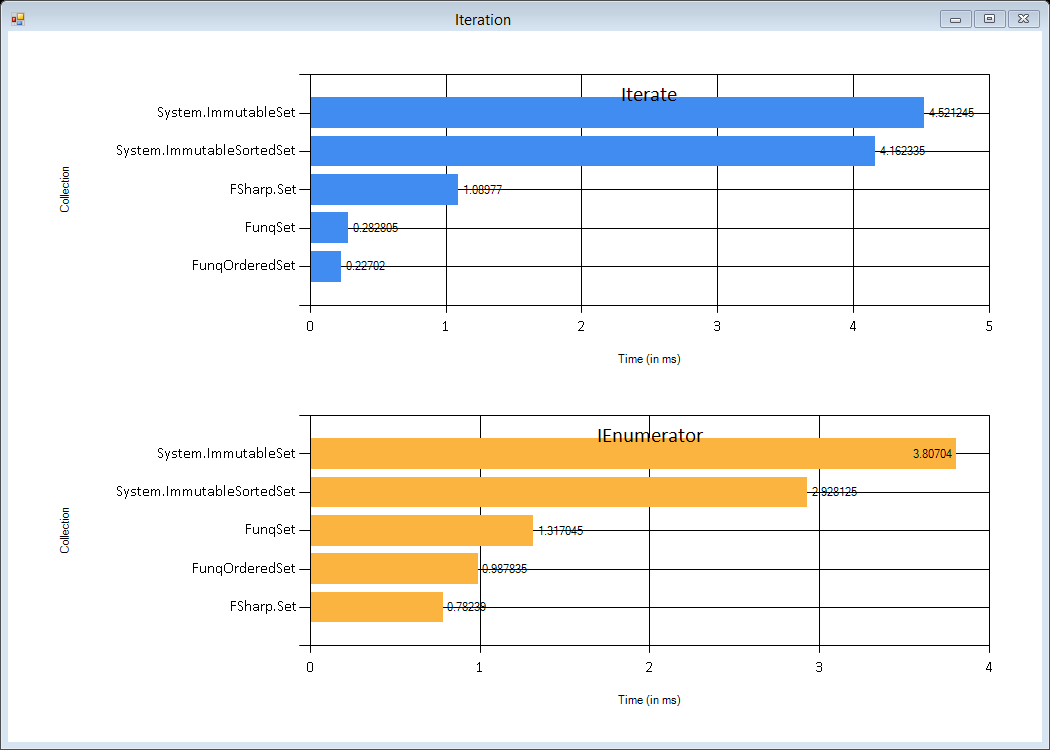 Iteration
Iterate
System.ImmutableSet 4.521245
System.ImmutableSortedSet 4.162335
FSharp.Set 1.08977
FunqSet 0.282805
FunqOrderedSet 0.22702
Collection
0 1 2 3 4 5
Time (in ms)
IEnumerator
System.ImmutableSet 3.80704
System.ImmutableSortedSet 2.928125
FunqSet 1.317045
FunqOrderedSet 0.987835
FSharp.Set 0.78239
Collection
0 1 2 3 4
Time (in ms)